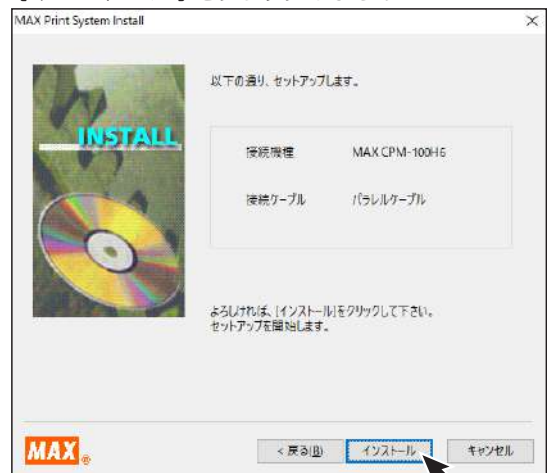 MAX Print System Install
以下の通り、セットアップします。
INSTALL
接続機種 MAX CPM-100H6
接続ケーブル パラレルケーブル
よろしければ、[インストール]をクリックして下さい。
セットアップを開始します。
MAX®
< 戻る(B) インストール キャンセル